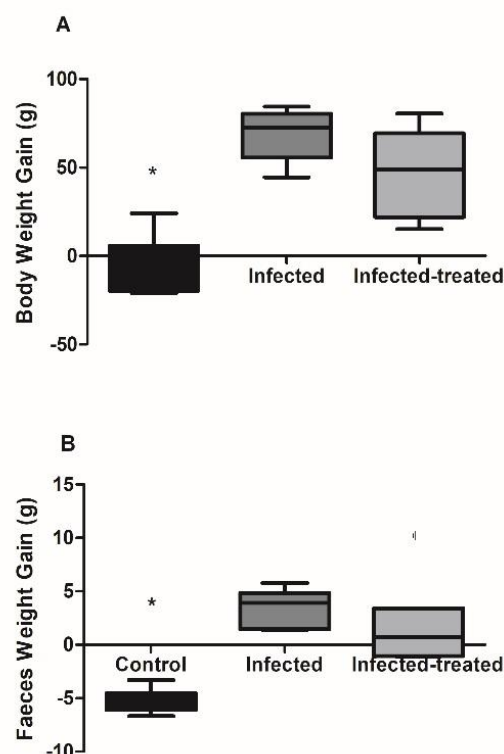 A
Body Weight Gain (g)
100
50
0
-50
*
Infected
Infected-treated
B
Faeces Weight Gain (g)
15
10
5
0
-5
-10
*
Control
Infected
Infected-treated